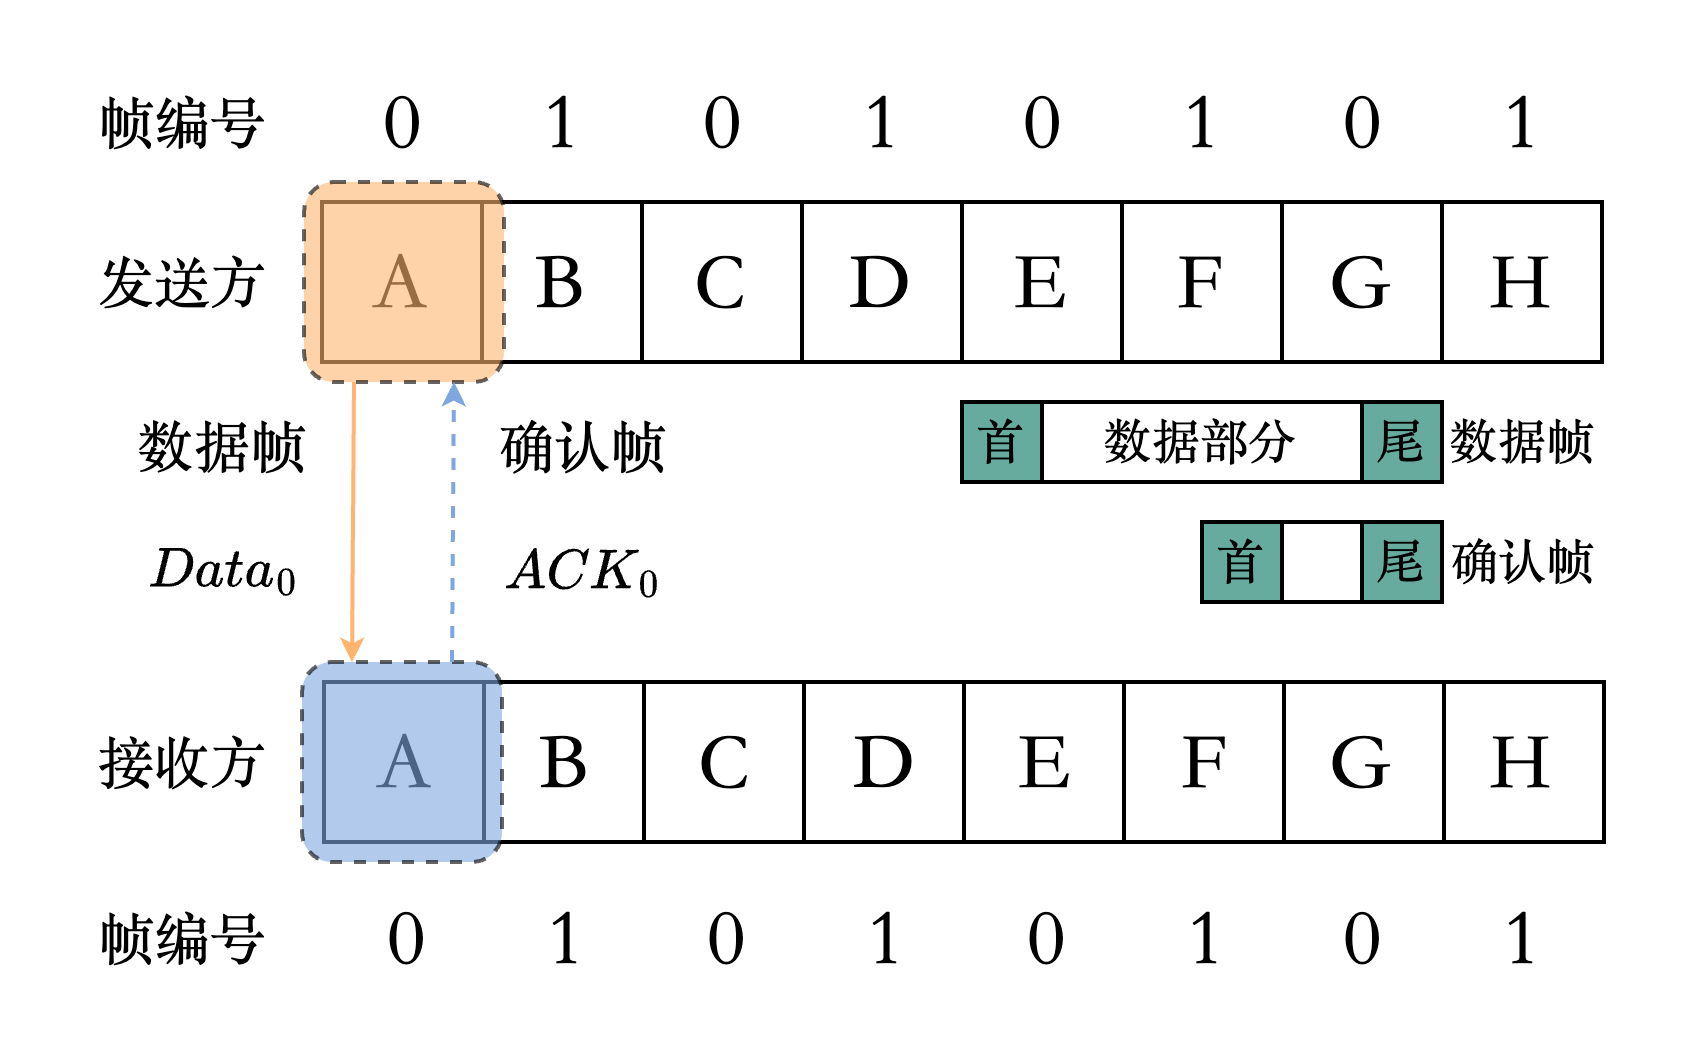 帧编号 0 1 0 1 0 1 0 1
发送方 A B C D E F G H
数据帧 确认帧 首 数据部分 尾 数据帧
Data₀ ACK₀ 首 尾 确认帧
接收方 A B C D E F G H
帧编号 0 1 0 1 0 1 0 1